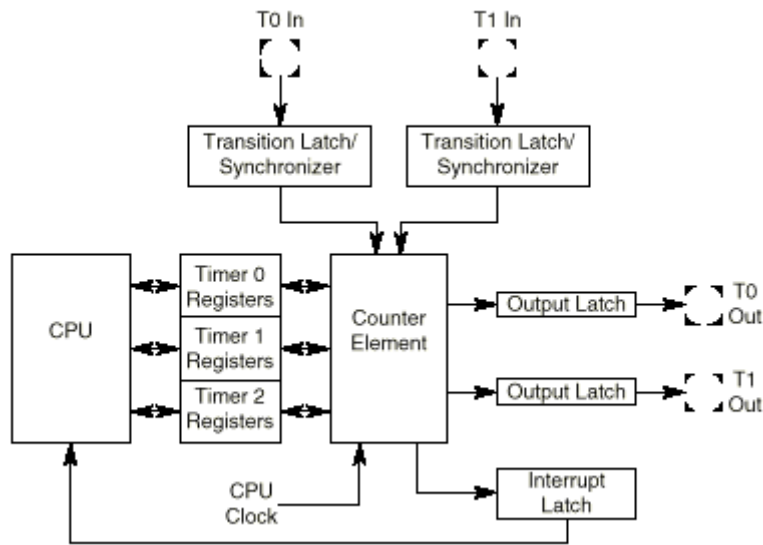 T0 In
T1 In
Transition Latch/
Synchronizer
Transition Latch/
Synchronizer
CPU
Timer 0
Registers
Timer 1
Registers
Timer 2
Registers
Counter
Element
Output Latch
T0
Out
Output Latch
T1
Out
CPU
Clock
Interrupt
Latch